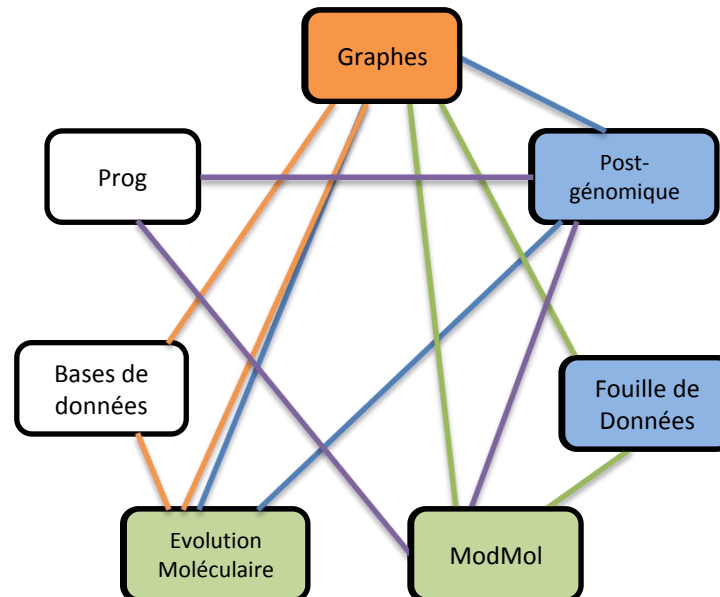 Graphes
Prog
Post-
génomique
Bases de
données
Fouille de
Données
Evolution
Moléculaire
ModMol